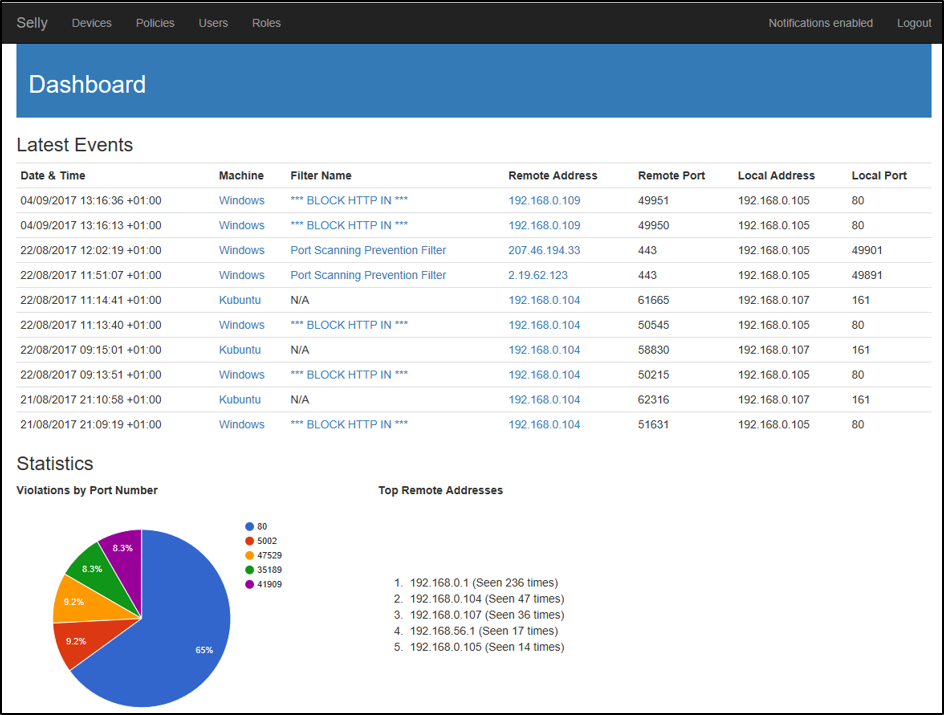 Selly Devices Policies Users Roles Notifications enabled Logout
Dashboard
Latest Events
Date & Time Machine Filter Name Remote Address Remote Port Local Address Local Port
04/09/2017 13:16:36 +01:00 Windows *** BLOCK HTTP IN *** 192.168.0.109 49951 192.168.0.105 80
04/09/2017 13:16:13 +01:00 Windows *** BLOCK HTTP IN *** 192.168.0.109 49950 192.168.0.105 80
22/08/2017 12:02:19 +01:00 Windows Port Scanning Prevention Filter 207.46.194.33 443 192.168.0.105 49901
22/08/2017 11:51:07 +01:00 Windows Port Scanning Prevention Filter 2.19.62.123 443 192.168.0.105 49891
22/08/2017 11:14:41 +01:00 Kubuntu N/A 192.168.0.104 61665 192.168.0.107 161
22/08/2017 11:13:40 +01:00 Windows *** BLOCK HTTP IN *** 192.168.0.104 50545 192.168.0.105 80
22/08/2017 09:15:01 +01:00 Kubuntu N/A 192.168.0.104 58830 192.168.0.107 161
22/08/2017 09:13:51 +01:00 Windows *** BLOCK HTTP IN *** 192.168.0.104 50215 192.168.0.105 80
21/08/2017 21:10:58 +01:00 Kubuntu N/A 192.168.0.104 62316 192.168.0.107 161
21/08/2017 21:09:19 +01:00 Windows *** BLOCK HTTP IN *** 192.168.0.104 51631 192.168.0.105 80
Statistics
Violations by Port Number
80
5002
47529
35189
41909
8.3%
8.3%
9.2%
9.2%
65%
Top Remote Addresses
1. 192.168.0.1 (Seen 236 times)
2. 192.168.0.104 (Seen 47 times)
3. 192.168.0.107 (Seen 36 times)
4. 192.168.56.1 (Seen 17 times)
5. 192.168.0.105 (Seen 14 times)